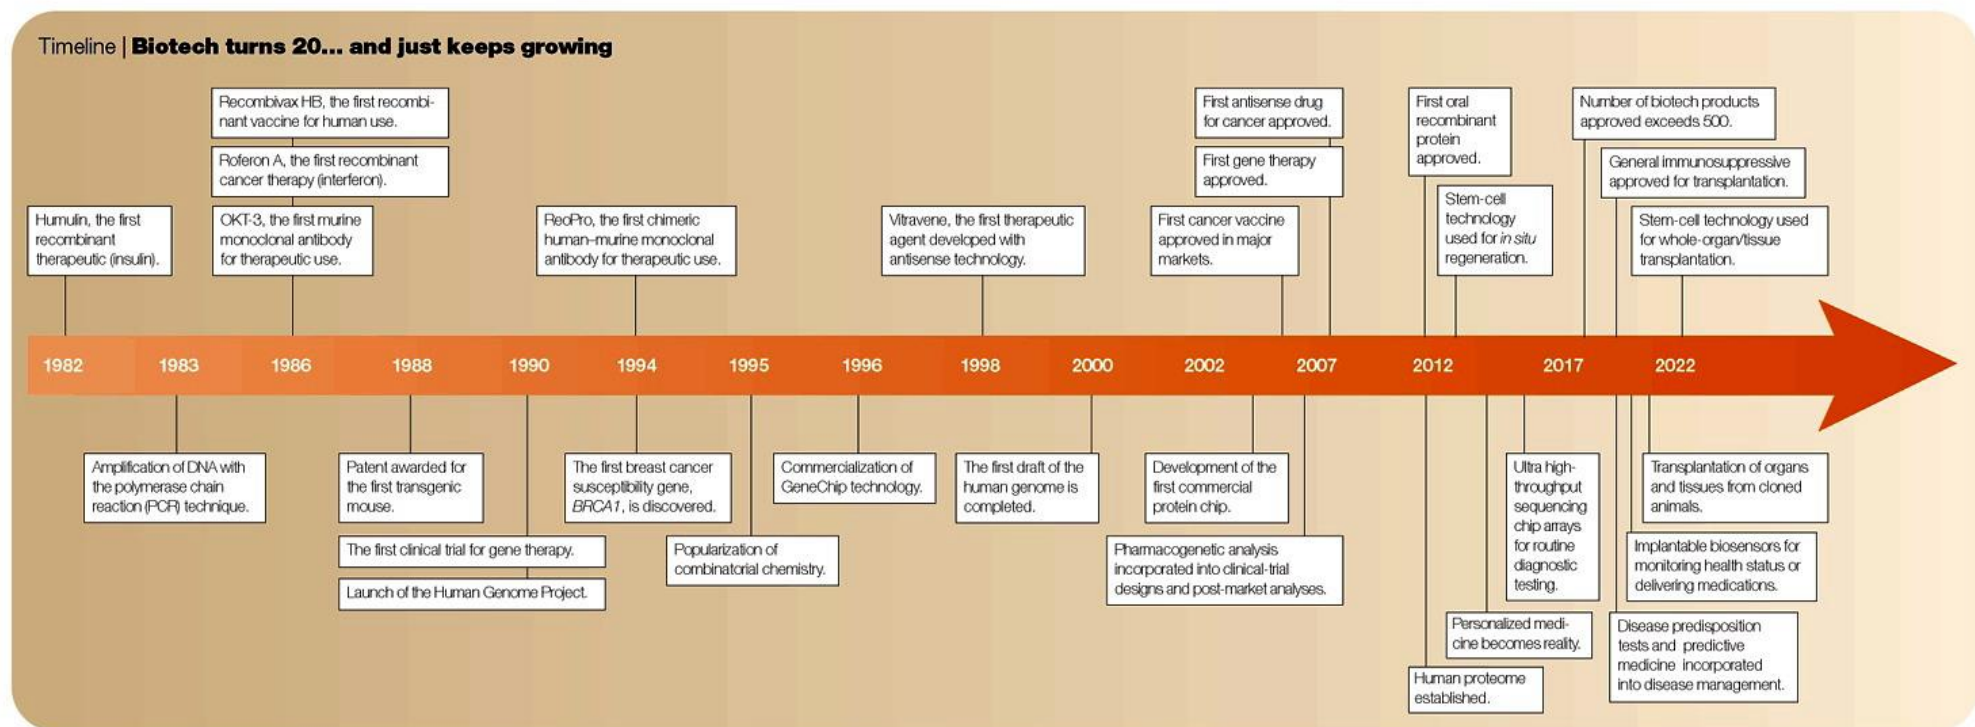 Timeline | Biotech turns 20... and just keeps growing
Recombivax HB, the first recombi-
nant vaccine for human use.
Roferon A, the first recombinant
cancer therapy (interferon).
Humulin, the first
recombinant
therapeutic (insulin).
OKT-3, the first murine
monoclonal antibody
for therapeutic use.
ReoPro, the first chimeric
human–murine monoclonal
antibody for therapeutic use.
Vitravene, the first therapeutic
agent developed with
antisense technology.
First antisense drug
for cancer approved.
First gene therapy
approved.
First cancer vaccine
approved in major
markets.
First oral
recombinant
protein
approved.
Stem-cell
technology
used for in situ
regeneration.
Number of biotech products
approved exceeds 500.
General immunosuppressive
approved for transplantation.
Stem-cell technology used
for whole-organ/tissue
transplantation.
1982 1983 1986 1988 1990 1994 1995 1996 1998 2000 2002 2007 2012 2017 2022
Amplification of DNA with
the polymerase chain
reaction (PCR) technique.
Patent awarded for
the first transgenic
mouse.
The first clinical trial for gene therapy.
Launch of the Human Genome Project.
The first breast cancer
susceptibility gene,
BRCA1, is discovered.
Popularization of
combinatorial chemistry.
Commercialization of
GeneChip technology.
The first draft of the
human genome is
completed.
Development of the
first commercial
protein chip.
Pharmacogenetic analysis
incorporated into clinical-trial
designs and post-market analyses.
Ultra high-
throughput
sequencing
chip arrays
for routine
diagnostic
testing.
Personalized medi-
cine becomes reality.
Human proteome
established.
Transplantation of organs
and tissues from cloned
animals.
Implantable biosensors for
monitoring health status or
delivering medications.
Disease predisposition
tests and predictive
medicine incorporated
into disease management.